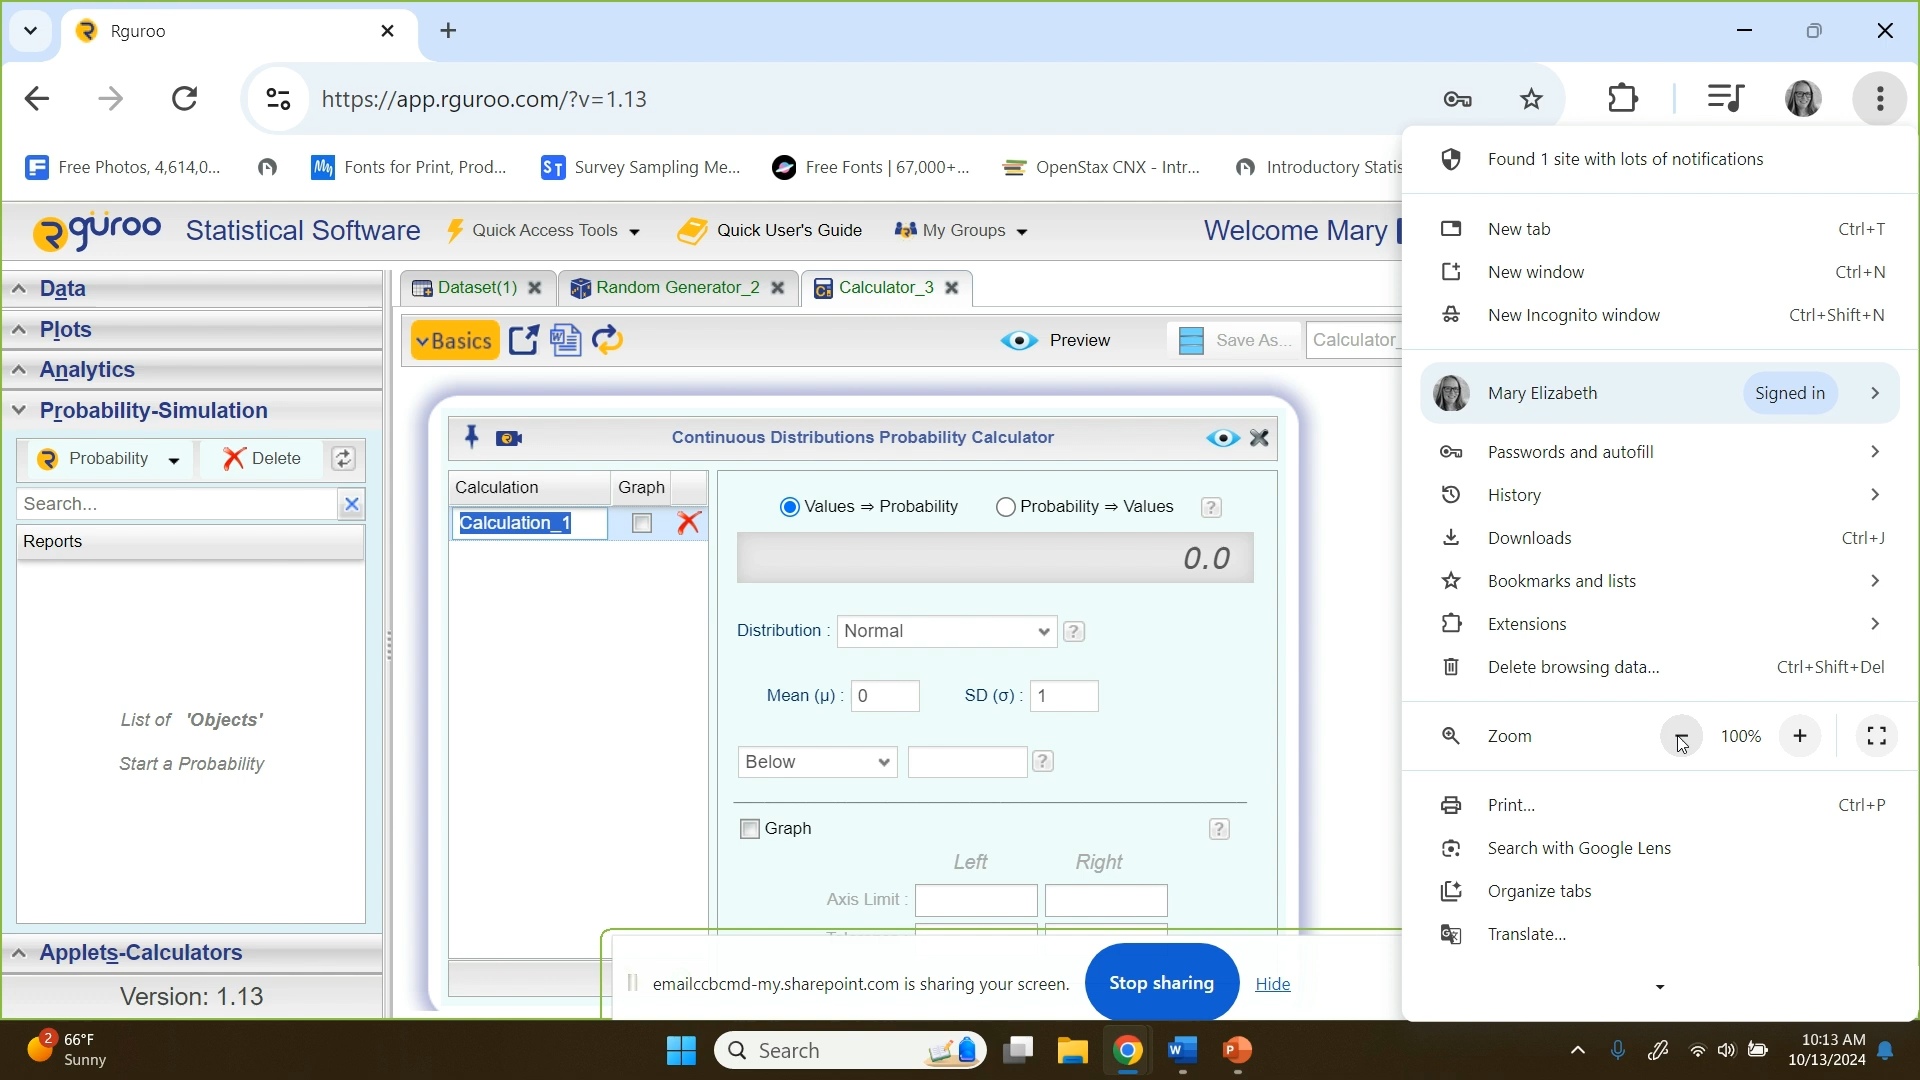 Rguroo
https://app.rguroo.com/?v=1.13
Free Photos, 4,614,0...
Fonts for Print, Prod...
Survey Sampling Me...
Free Fonts | 67,000+...
OpenStax CNX - Intr...
Introductory Statis
Rguroo Statistical Software
Quick Access Tools
Quick User's Guide
My Groups
Welcome Mary
Data
Plots
Analytics
Probability-Simulation
Probability
Delete
Search...
Reports
List of 'Objects'
Start a Probability
Applets-Calculators
Version: 1.13
Dataset(1)
Random Generator_2
Calculator_3
Basics
Preview
Save As...
Calculator_
Continuous Distributions Probability Calculator
Calculation
Graph
Calculation_1
Values ⇒ Probability
Probability ⇒ Values
?
0.0
Distribution :
Normal
?
Mean (μ) :
0
SD (σ) :
1
Below
?
Graph
?
Left
Right
Axis Limit :
emailccbcmd-my.sharepoint.com is sharing your screen.
Stop sharing
Hide
Found 1 site with lots of notifications
New tab Ctrl+T
New window Ctrl+N
New Incognito window Ctrl+Shift+N
Mary Elizabeth Signed in
Passwords and autofill
History
Downloads Ctrl+J
Bookmarks and lists
Extensions
Delete browsing data... Ctrl+Shift+Del
Zoom 100%
Print... Ctrl+P
Search with Google Lens
Organize tabs
Translate...
2
66°F
Sunny
Search
10:13 AM
10/13/2024